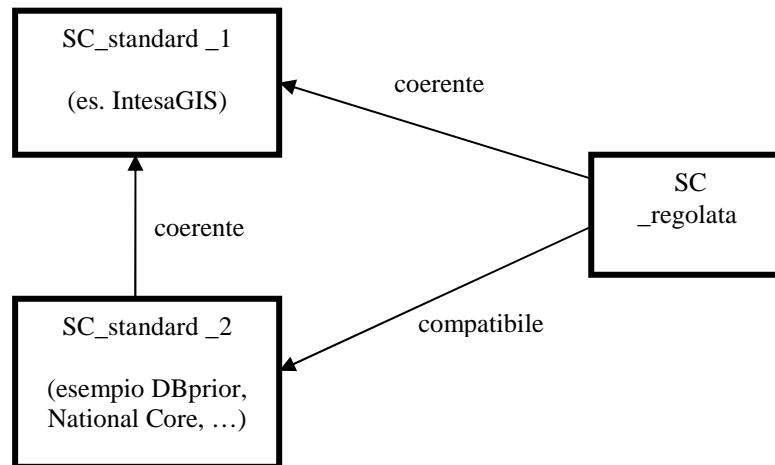 SC_standard _1
(es. IntesaGIS)
coerente
SC
_regolata
coerente
SC_standard _2
(esempio DBprior,
National Core, …)
compatibile